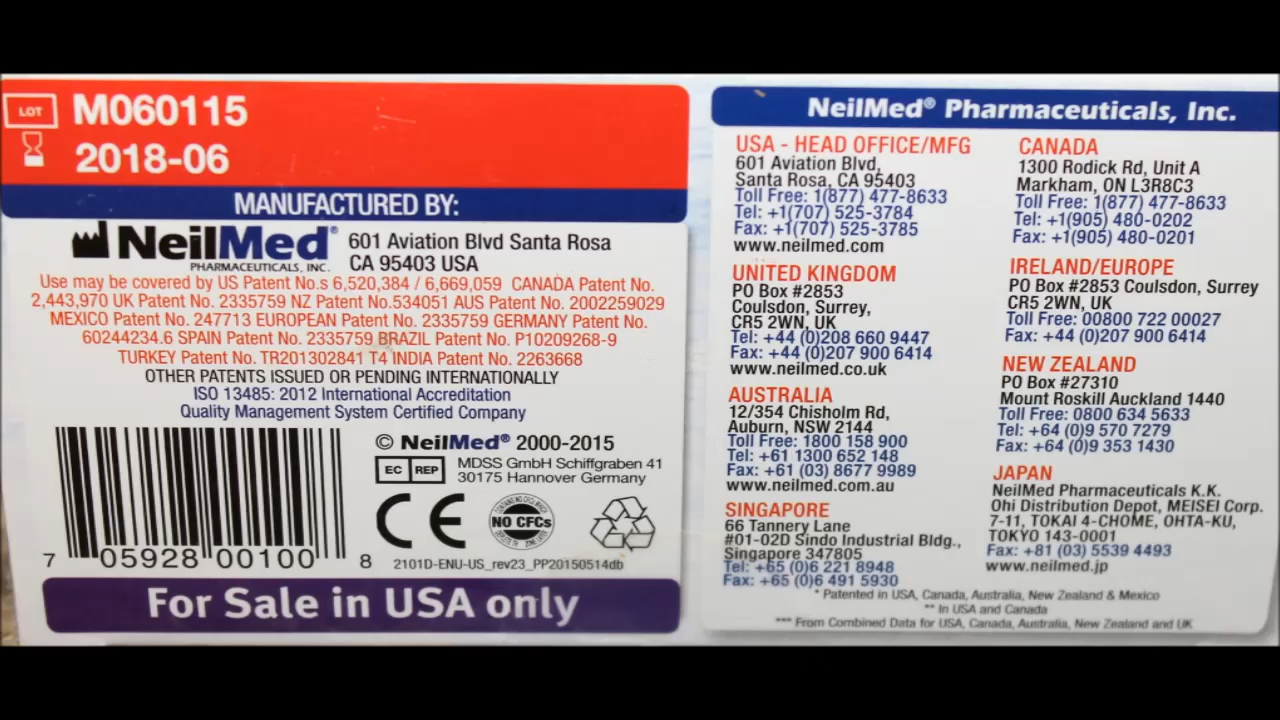 LOT M060115
2018-06
MANUFACTURED BY:
NeilMed®
PHARMACEUTICALS, INC.
601 Aviation Blvd Santa Rosa
CA 95403 USA
Use may be covered by US Patent No.s 6,520,384 / 6,669,059 CANADA Patent No.
2,443,970 UK Patent No. 2335759 NZ Patent No.534051 AUS Patent No. 2002259029
MEXICO Patent No. 247713 EUROPEAN Patent No. 2335759 GERMANY Patent No.
60244234.6 SPAIN Patent No. 2335759 BRAZIL Patent No. P10209268-9
TURKEY Patent No. TR201302841 T4 INDIA Patent No. 2263668
OTHER PATENTS ISSUED OR PENDING INTERNATIONALLY
ISO 13485: 2012 International Accreditation
Quality Management System Certified Company
© NeilMed® 2000-2015
EC REP
MDSS GmbH Schiffgraben 41
30175 Hannover Germany
CE
NO CFCs
7 05928 00100 8
2101D-ENU-US_rev23_PP20150514db
For Sale in USA only
NeilMed® Pharmaceuticals, Inc.
USA - HEAD OFFICE/MFG
601 Aviation Blvd,
Santa Rosa, CA 95403
Toll Free: 1(877) 477-8633
Tel: +1(707) 525-3784
Fax: +1(707) 525-3785
www.neilmed.com
UNITED KINGDOM
PO Box #2853
Coulsdon, Surrey,
CR5 2WN, UK
Tel: +44 (0)208 660 9447
Fax: +44 (0)207 900 6414
www.neilmed.co.uk
AUSTRALIA
12/354 Chisholm Rd,
Auburn, NSW 2144
Toll Free: 1800 158 900
Tel: +61 1300 652 148
Fax: +61 (03) 8677 9989
www.neilmed.com.au
SINGAPORE
66 Tannery Lane
#01-02D Sindo Industrial Bldg.,
Singapore 347805
Tel: +65 (0)6 221 8948
Fax: +65 (0)6 491 5930
CANADA
1300 Rodick Rd, Unit A
Markham, ON L3R8C3
Toll Free: 1(877) 477-8633
Tel: +1(905) 480-0202
Fax: +1(905) 480-0201
IRELAND/EUROPE
PO Box #2853 Coulsdon, Surrey
CR5 2WN, UK
Toll Free: 00800 722 00027
Fax: +44 (0)207 900 6414
NEW ZEALAND
PO Box #27310
Mount Roskill Auckland 1440
Toll Free: 0800 634 5633
Tel: +64 (0)9 570 7279
Fax: +64 (0)9 353 1430
JAPAN
NeilMed Pharmaceuticals K.K.
Ohi Distribution Depot, MEISEI Corp.
7-11, TOKAI 4-CHOME, OHTA-KU,
TOKYO 143-0001
Fax: +81 (03) 5539 4493
www.neilmed.jp
* Patented in USA, Canada, Australia, New Zealand & Mexico
** In USA and Canada
*** From Combined Data for USA, Canada, Australia, New Zealand and UK